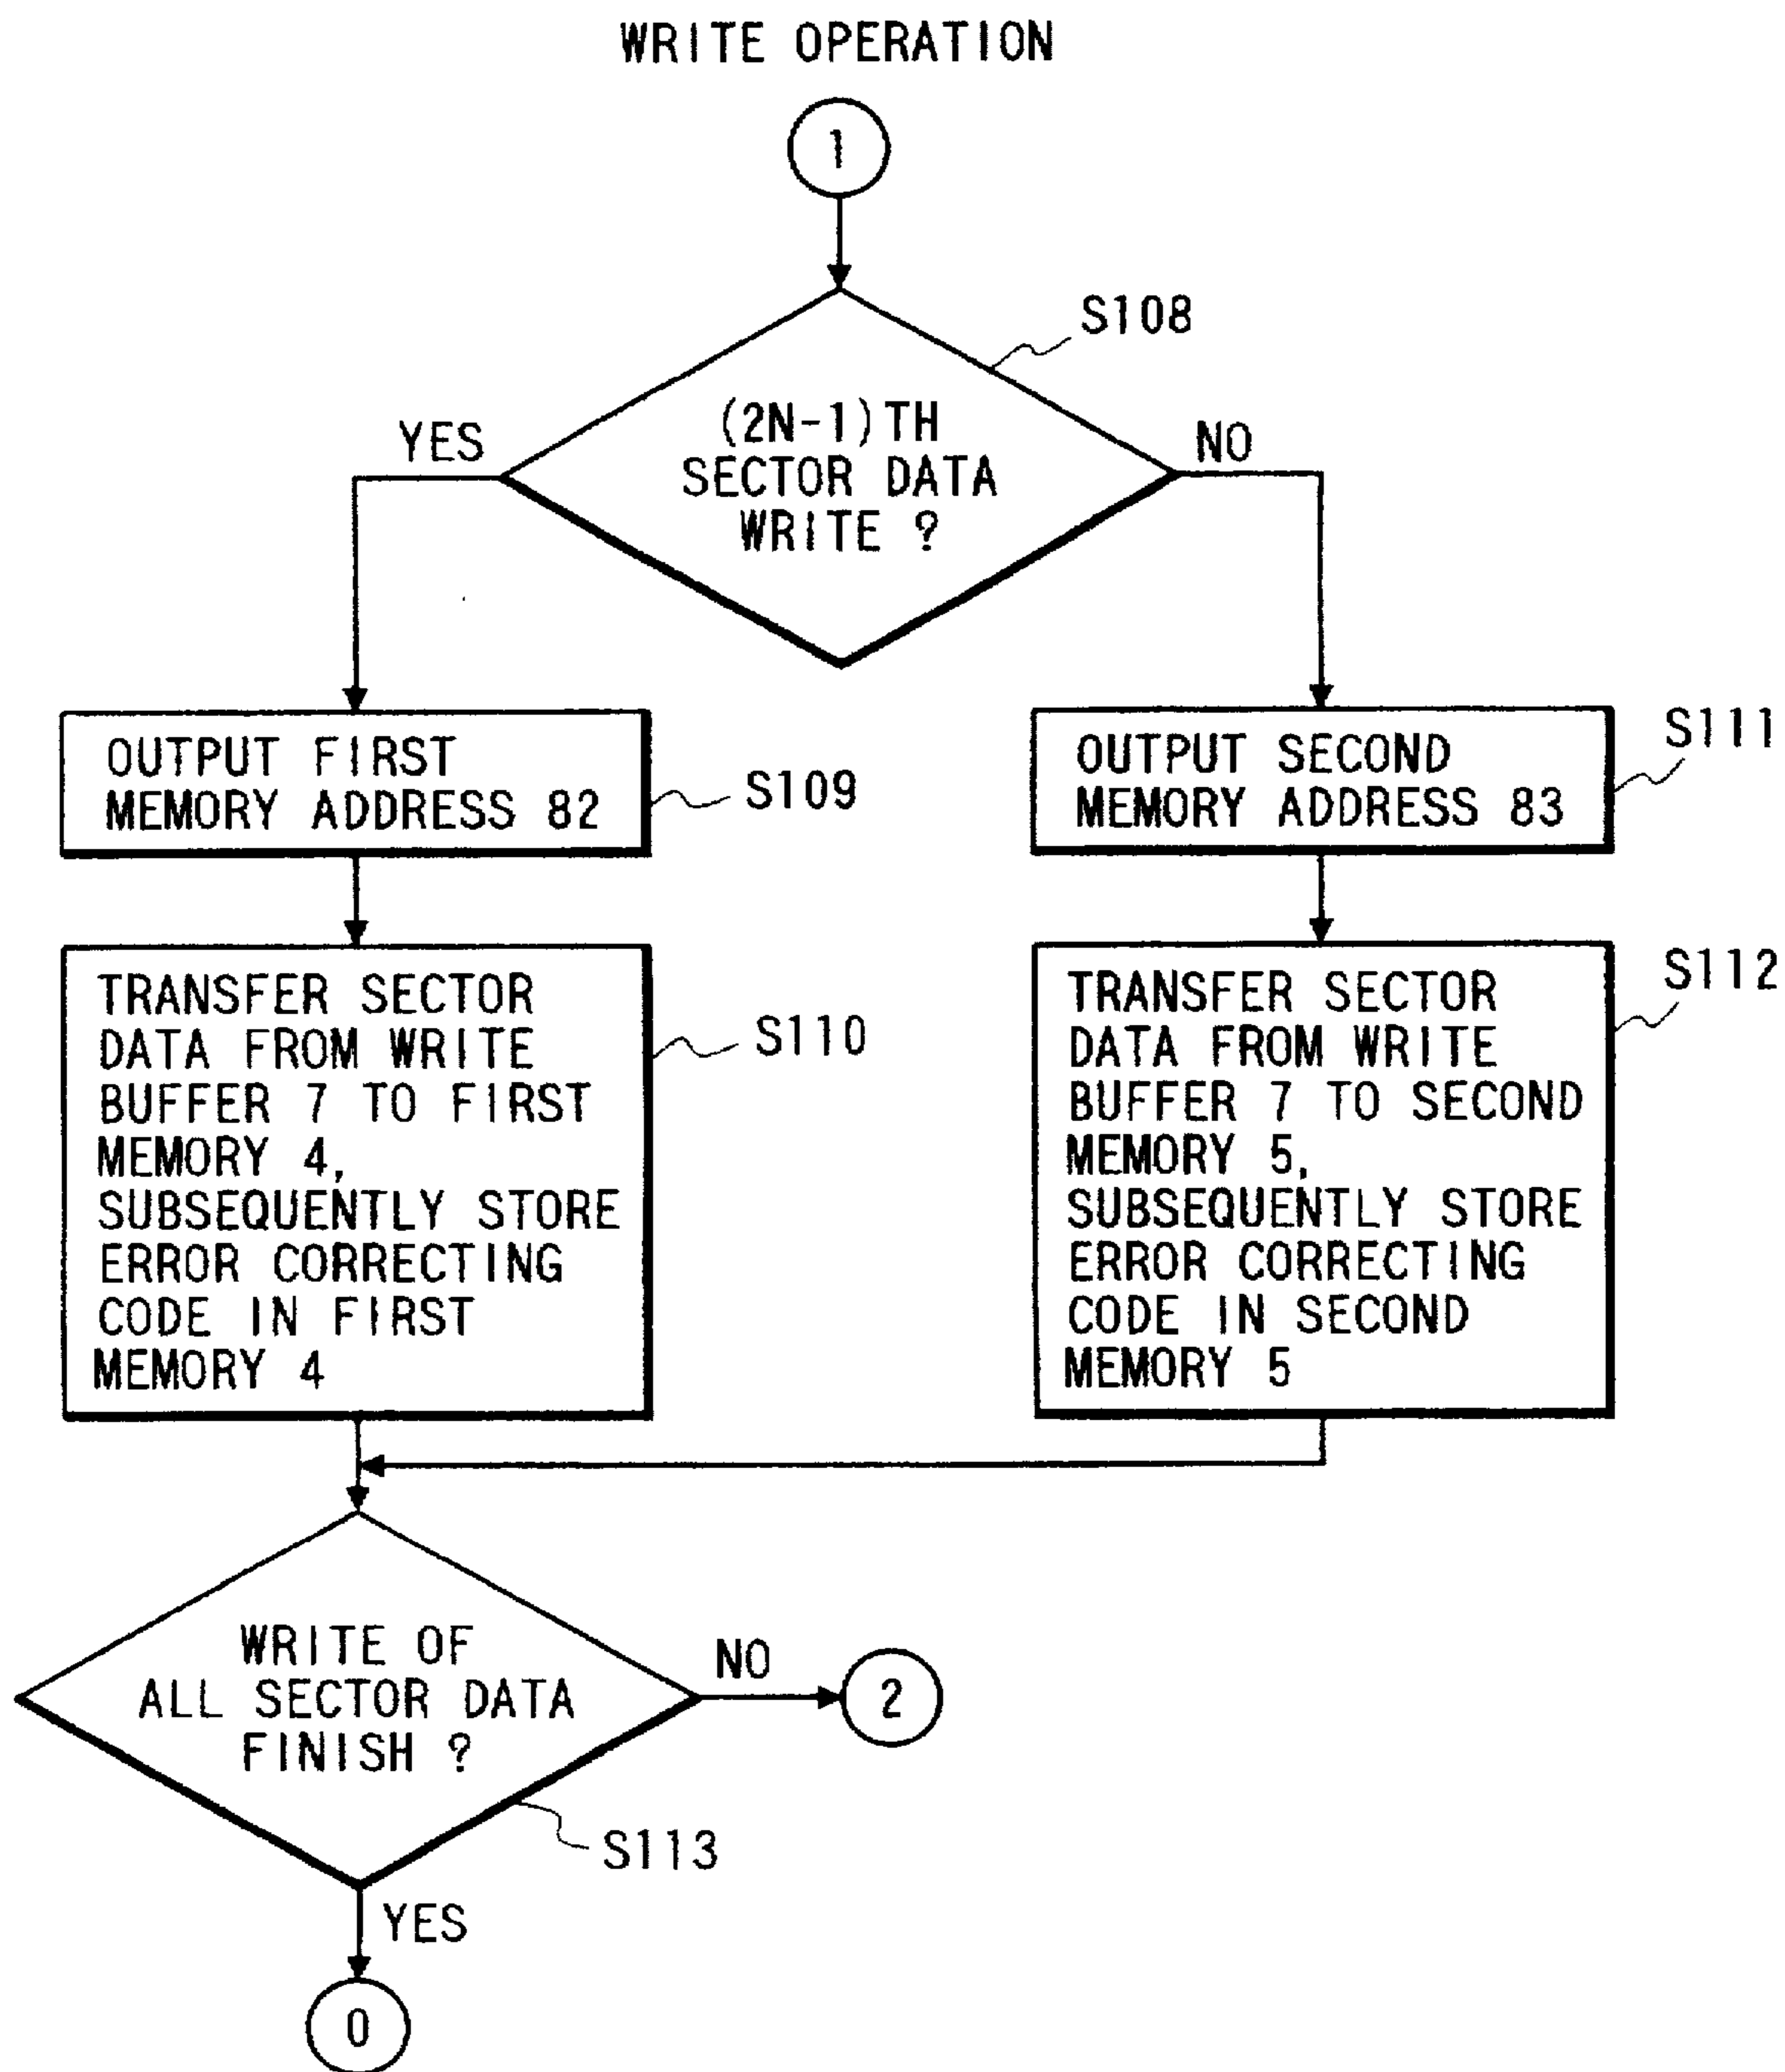 WRITE OPERATION
1
S108
(2N-1)TH
SECTOR DATA
WRITE ?
YES
NO
OUTPUT FIRST
MEMORY ADDRESS 82
S109
OUTPUT SECOND
MEMORY ADDRESS 83
S111
TRANSFER SECTOR
DATA FROM WRITE
BUFFER 7 TO FIRST
MEMORY 4,
SUBSEQUENTLY STORE
ERROR CORRECTING
CODE IN FIRST
MEMORY 4
S110
TRANSFER SECTOR
DATA FROM WRITE
BUFFER 7 TO SECOND
MEMORY 5,
SUBSEQUENTLY STORE
ERROR CORRECTING
CODE IN SECOND
MEMORY 5
S112
WRITE OF
ALL SECTOR DATA
FINISH ?
NO
2
S113
YES
0